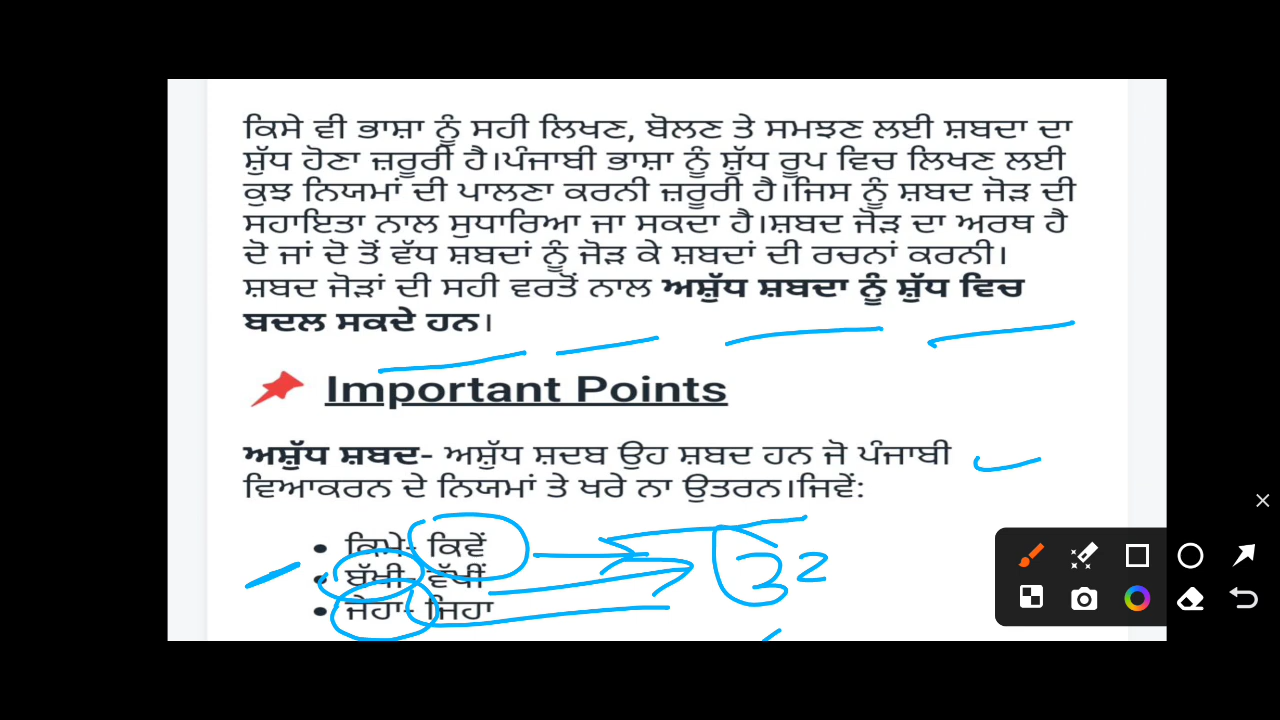 ਕਿਸੇ ਵੀ ਭਾਸ਼ਾ ਨੂੰ ਸਹੀ ਲਿਖਣ, ਬੋਲਣ ਤੇ ਸਮਝਣ ਲਈ ਸ਼ਬਦਾ ਦਾ
ਸ਼ੁੱਧ ਹੋਣਾ ਜ਼ਰੂਰੀ ਹੈ।ਪੰਜਾਬੀ ਭਾਸ਼ਾ ਨੂੰ ਸ਼ੁੱਧ ਰੂਪ ਵਿਚ ਲਿਖਣ ਲਈ
ਕੁਝ ਨਿਯਮਾਂ ਦੀ ਪਾਲਣਾ ਕਰਨੀ ਜ਼ਰੂਰੀ ਹੈ।ਜਿਸ ਨੂੰ ਸ਼ਬਦ ਜੋੜ ਦੀ
ਸਹਾਇਤਾ ਨਾਲ ਸੁਧਾਰਿਆ ਜਾ ਸਕਦਾ ਹੈ।ਸ਼ਬਦ ਜੋੜ ਦਾ ਅਰਥ ਹੈ
ਦੋ ਜਾਂ ਦੋ ਤੋਂ ਵੱਧ ਸ਼ਬਦਾਂ ਨੂੰ ਜੋੜ ਕੇ ਸ਼ਬਦਾਂ ਦੀ ਰਚਨਾਂ ਕਰਨੀ।
ਸ਼ਬਦ ਜੋੜਾਂ ਦੀ ਸਹੀ ਵਰਤੋਂ ਨਾਲ ਅਸ਼ੁੱਧ ਸ਼ਬਦਾ ਨੂੰ ਸ਼ੁੱਧ ਵਿਚ
ਬਦਲ ਸਕਦੇ ਹਨ।
Important Points
ਅਸ਼ੁੱਧ ਸ਼ਬਦ- ਅਸ਼ੁੱਧ ਸ਼ਦਬ ਉਹ ਸ਼ਬਦ ਹਨ ਜੋ ਪੰਜਾਬੀ
ਵਿਆਕਰਨ ਦੇ ਨਿਯਮਾਂ ਤੇ ਖਰੇ ਨਾ ਉਤਰਨ।ਜਿਵੇਂ:
• ਕਿਮੇ- ਕਿਵੇਂ
• ਬੱਖੀ- ਵੱਖੀਂ
• ਜੇਹਾ- ਜਿਹਾ